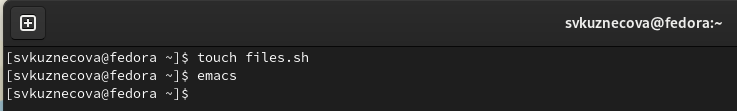 svkuznecova@fedora:~
[svkuznecova@fedora ~]$ touch files.sh
[svkuznecova@fedora ~]$ emacs
[svkuznecova@fedora ~]$